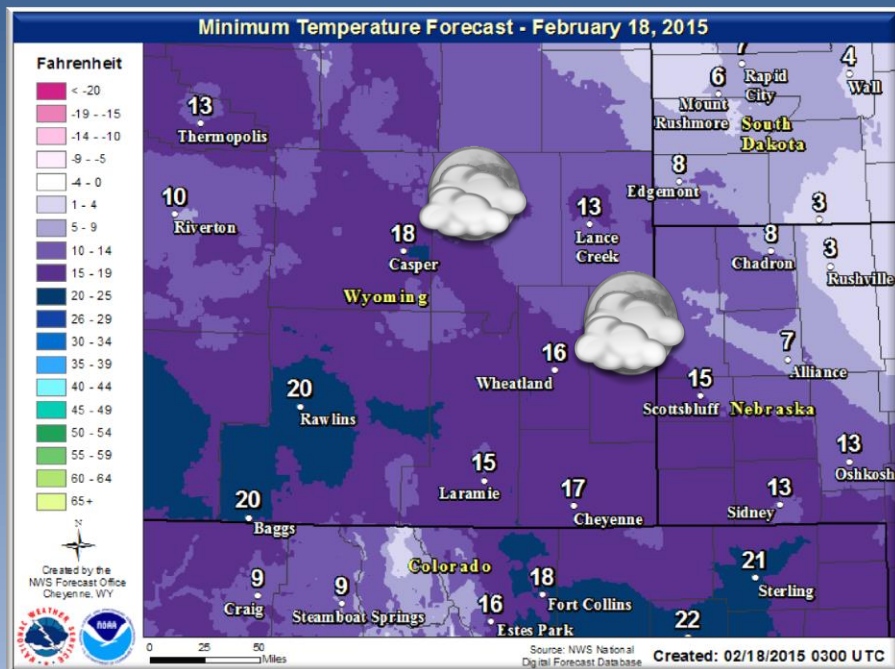 Minimum Temperature Forecast - February 18, 2015
Fahrenheit
< -20
-19 - -15
-14 - -10
-9 - -5
-4 - 0
1 - 4
5 - 9
10 - 14
15 - 19
20 - 25
26 - 29
30 - 34
35 - 39
40 - 44
45 - 49
50 - 54
55 - 59
60 - 64
65+
N
Created by the
NWS Forecast Office
Cheyenne, WY
NATIONAL WEATHER SERVICE
NOAA
13
Thermopolis
7
Rapid
City
4
Wall
6
Mount
Rushmore
South
Dakota
10
Riverton
18
Casper
13
Lance
Creek
8
Edgemont
3
8
Chadron
3
Rushville
Wyoming
20
Rawlins
16
Wheatland
15
Scottsbluff
Nebraska
7
Alliance
15
Laramie
17
Cheyenne
13
Sidney
13
Oshkosh
20
Baggs
Colorado
9
Craig
9
Steamboat Springs
16
Estes Park
18
Fort Collins
21
Sterling
22
0 25 50
Miles
Source: NWS National
Digital Forecast Database
Created: 02/18/2015 0300 UTC